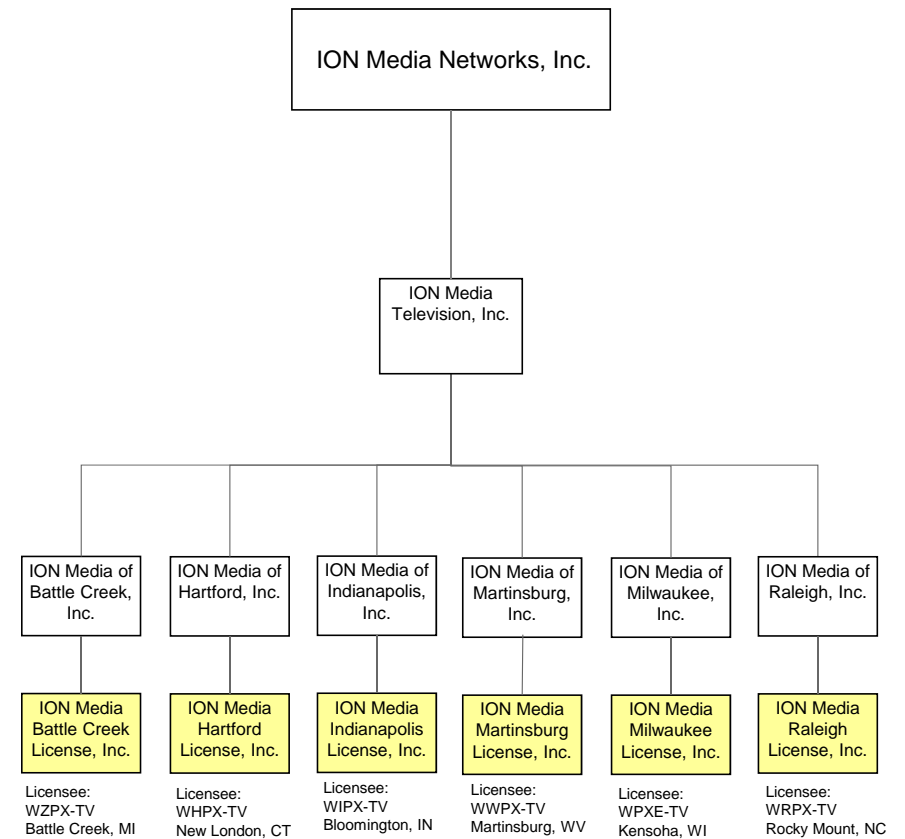 ION Media Networks, Inc.
ION Media
Television, Inc.
ION Media of
Battle Creek,
Inc.
ION Media of
Hartford, Inc.
ION Media of
Indianapolis,
Inc.
ION Media of
Martinsburg,
Inc.
ION Media of
Milwaukee,
Inc.
ION Media of
Raleigh, Inc.
ION Media
Battle Creek
License, Inc.
ION Media
Hartford
License, Inc.
ION Media
Indianapolis
License, Inc.
ION Media
Martinsburg
License, Inc.
ION Media
Milwaukee
License, Inc.
ION Media
Raleigh
License, Inc.
Licensee:
WZPX-TV
Battle Creek, MI
Licensee:
WHPX-TV
New London, CT
Licensee:
WIPX-TV
Bloomington, IN
Licensee:
WWPX-TV
Martinsburg, WV
Licensee:
WPXE-TV
Kensoha, WI
Licensee:
WRPX-TV
Rocky Mount, NC